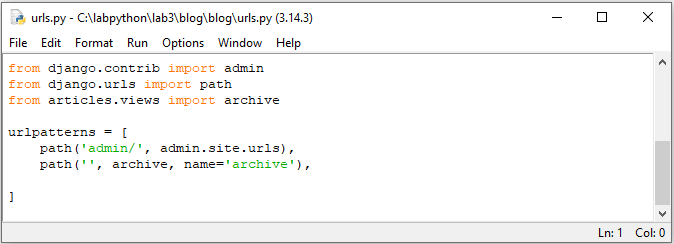 urls.py - C:\labpython\lab3\blog\blog\urls.py (3.14.3)
File Edit Format Run Options Window Help
from django.contrib import admin
from django.urls import path
from articles.views import archive
urlpatterns = [
    path('admin/', admin.site.urls),
    path('', archive, name='archive'),
]
Ln: 1 Col: 0